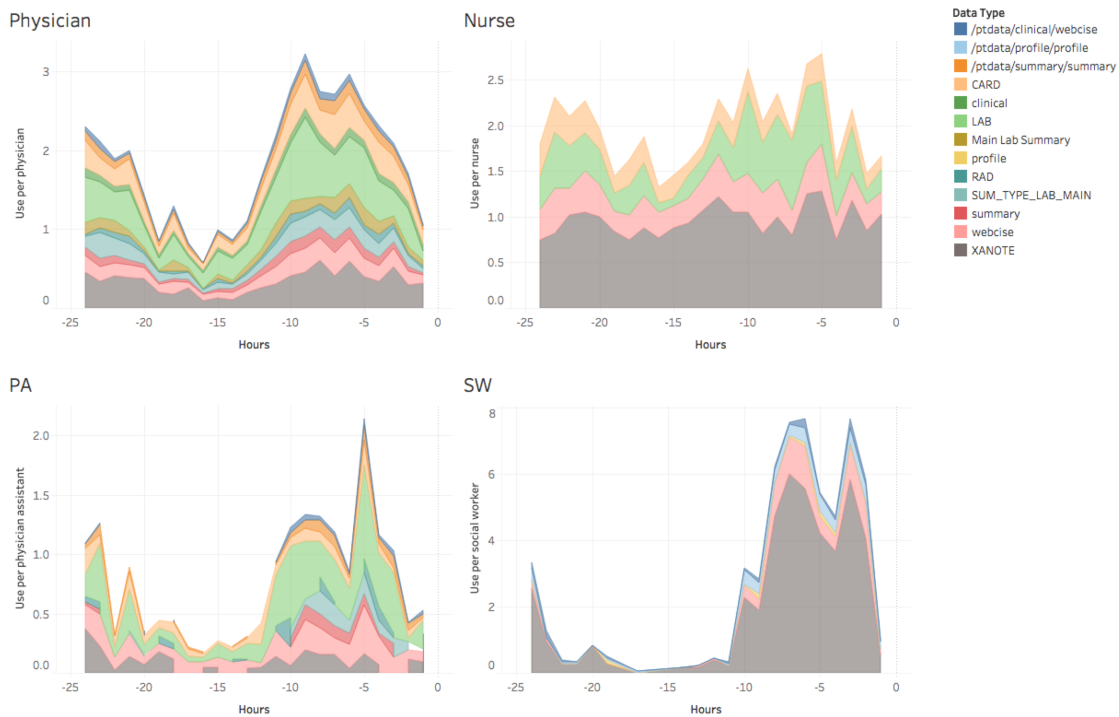 Physician
Use per physician
3
2
1
0
-25 -20 -15 -10 -5 0
Hours
Nurse
Use per nurse
2.5
2.0
1.5
1.0
0.5
0.0
-25 -20 -15 -10 -5 0
Hours
Data Type
/ptdata/clinical/webcise
/ptdata/profile/profile
/ptdata/summary/summary
CARD
clinical
LAB
Main Lab Summary
profile
RAD
SUM_TYPE_LAB_MAIN
summary
webcise
XANOTE
PA
Use per physician assistant
2.0
1.5
1.0
0.5
0.0
-25 -20 -15 -10 -5 0
Hours
SW
Use per social worker
8
6
4
2
0
-25 -20 -15 -10 -5 0
Hours